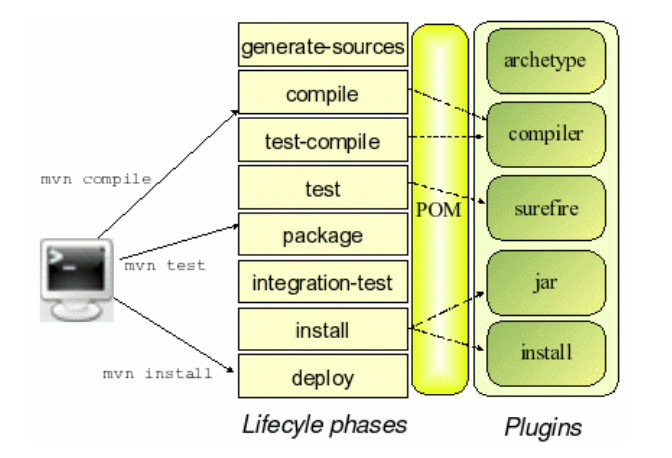 generate-sources
compile
test-compile
test
package
integration-test
install
deploy
Lifecyle phases
mvn compile
mvn test
mvn install
POM
archetype
compiler
surefire
jar
install
Plugins
>_